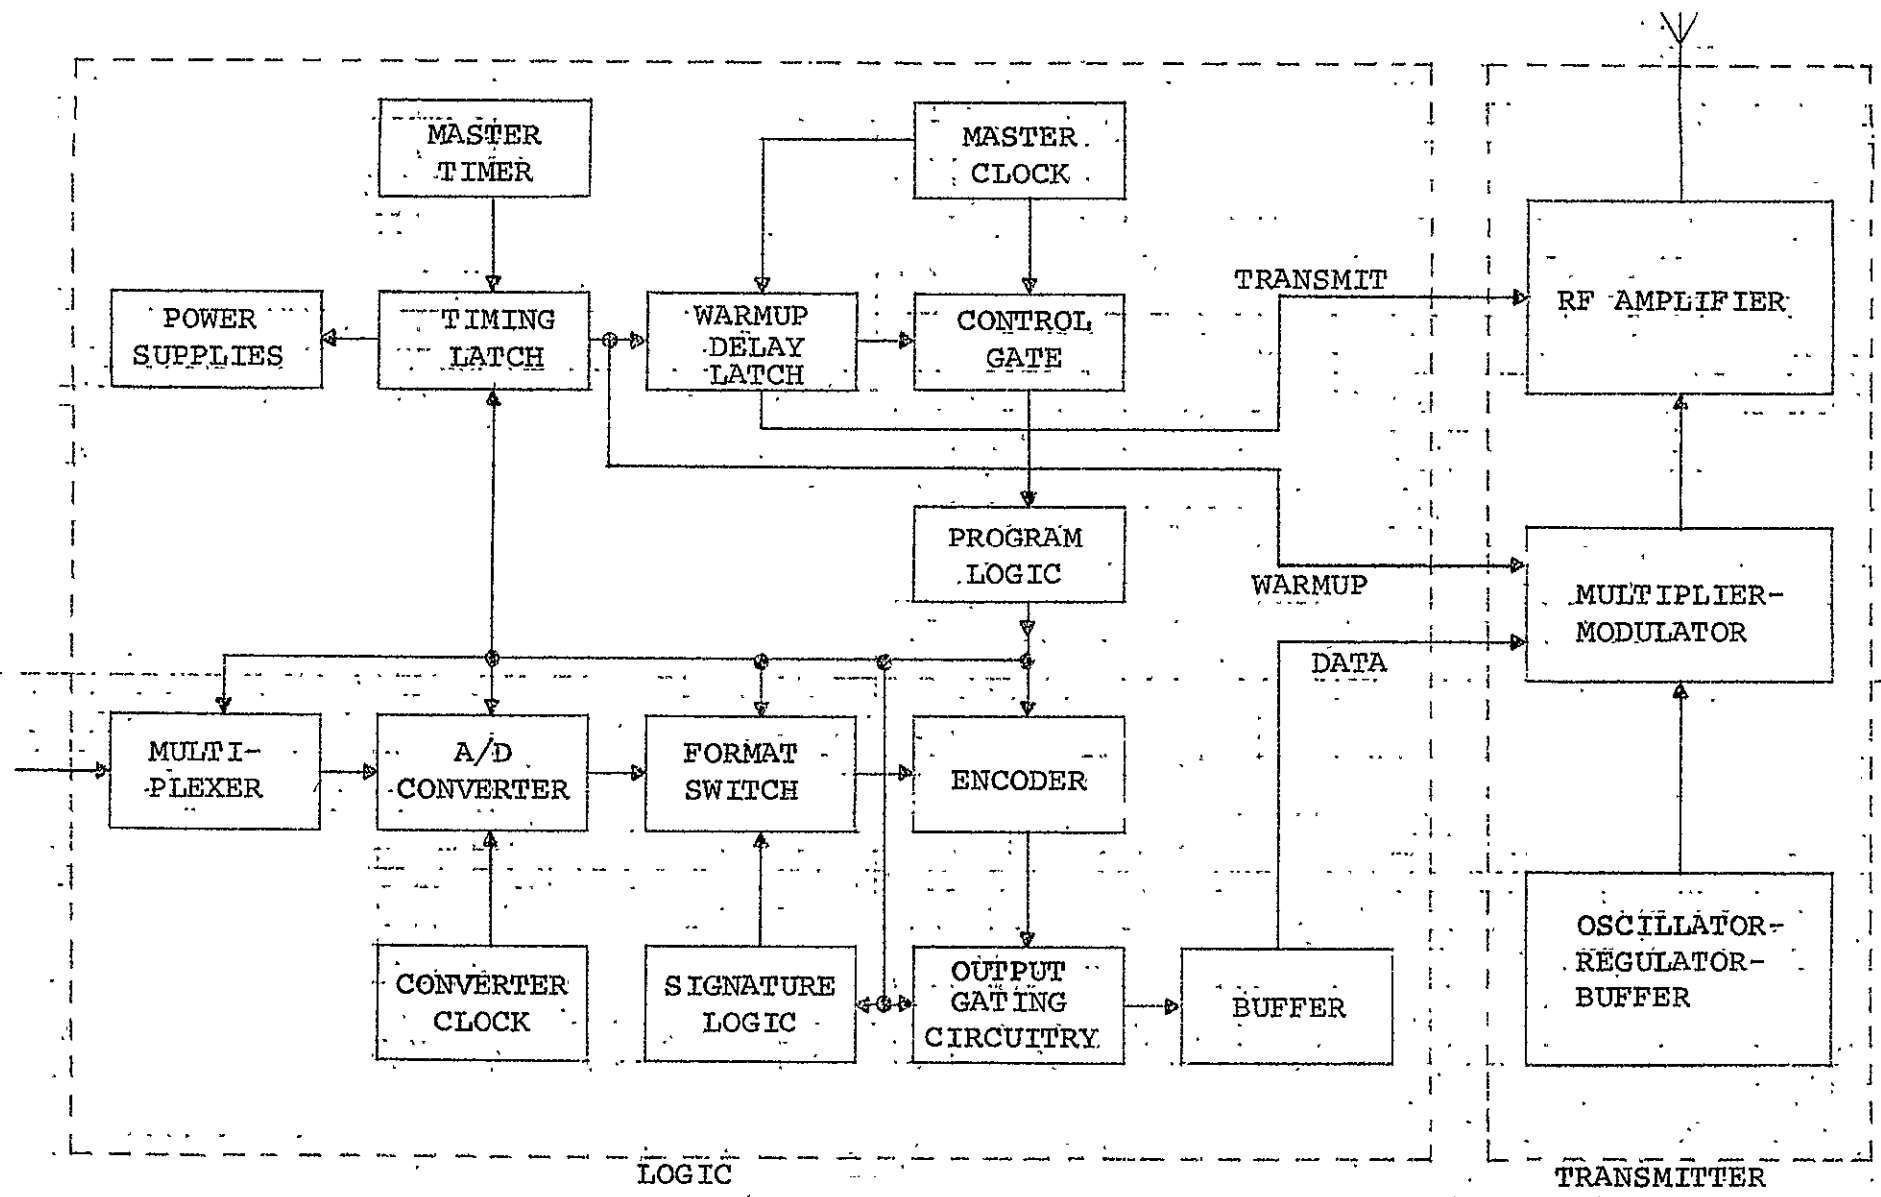 MASTER
TIMER
MASTER
CLOCK
POWER
SUPPLIES
TIMING
LATCH
WARMUP
DELAY
LATCH
CONTROL
GATE
TRANSMIT
RF AMPLIFIER
PROGRAM
LOGIC
WARMUP
MULTIPLIER-
MODULATOR
DATA
MULTI-
PLEXER
A/D
CONVERTER
FORMAT
SWITCH
ENCODER
CONVERTER
CLOCK
SIGNATURE
LOGIC
OUTPUT
GATING
CIRCUITRY
BUFFER
OSCILLATOR-
REGULATOR-
BUFFER
LOGIC
TRANSMITTER